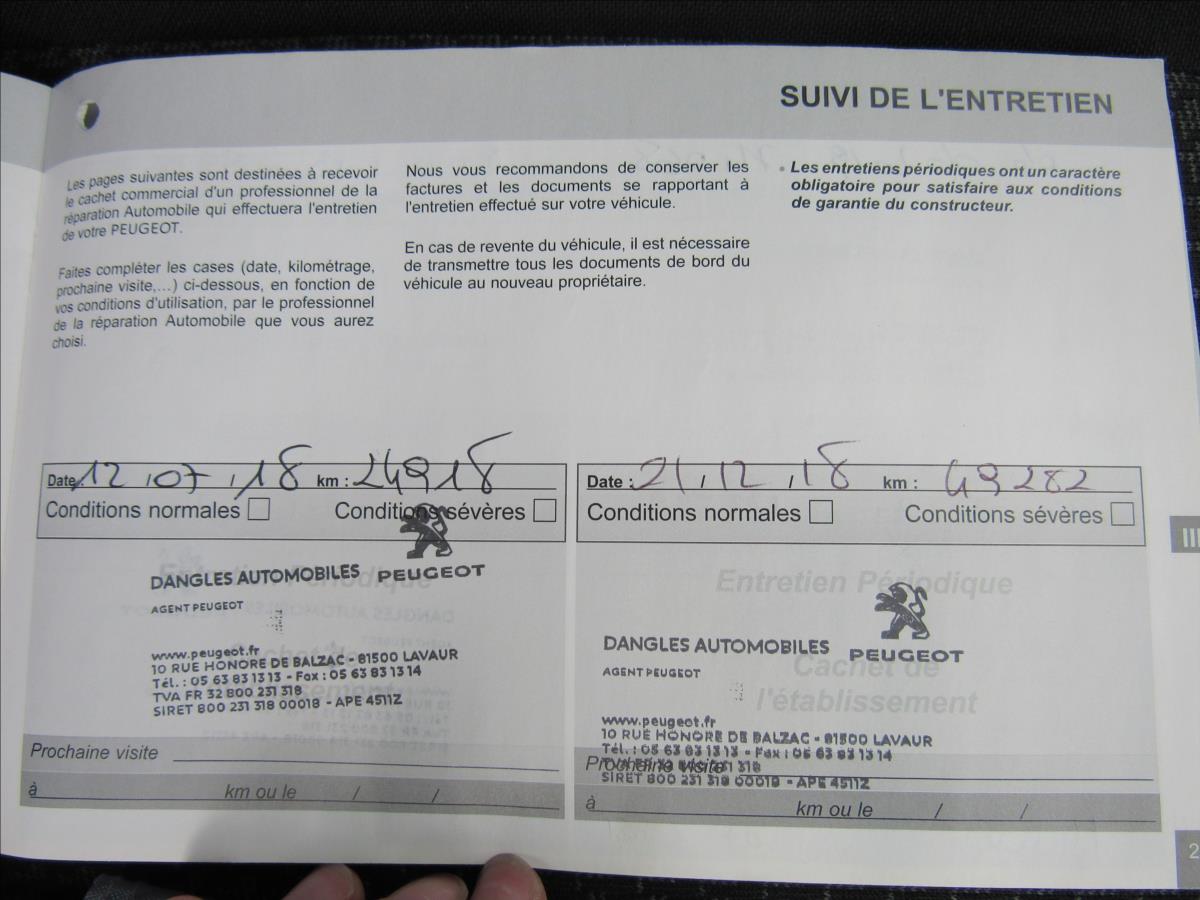 SUIVI DE L'ENTRETIEN
Les pages suivantes sont destinées à recevoir
le cachet commercial d'un professionnel de la
réparation Automobile qui effectuera l'entretien
de votre PEUGEOT.
Faites compléter les cases (date, kilométrage,
prochaine visite,...) ci-dessous, en fonction de
vos conditions d'utilisation, par le professionnel
de la réparation Automobile que vous aurez
choisi.
Nous vous recommandons de conserver les
factures et les documents se rapportant à
l'entretien effectué sur votre véhicule.
En cas de revente du véhicule, il est nécessaire
de transmettre tous les documents de bord du
véhicule au nouveau propriétaire.
• Les entretiens périodiques ont un caractère
obligatoire pour satisfaire aux conditions
de garantie du constructeur.
Date : 12 / 07 / 18 km : 24918
Conditions normales Conditions sévères
Entretien Périodique
DANGLES AUTOMOBILES PEUGEOT
AGENT PEUGEOT
www.peugeot.fr
10 RUE HONORE DE BALZAC - 81500 LAVAUR
Tél. : 05 63 83 13 13 - Fax : 05 63 83 13 14
TVA FR 32 800 231 318
SIRET 800 231 318 00018 - APE 4511Z
Prochaine visite
à km ou le / /
Date : 21 / 12 / 18 km : 49282
Conditions normales Conditions sévères
Entretien Périodique
DANGLES AUTOMOBILES PEUGEOT
AGENT PEUGEOT
Cachet de
l'établissement
www.peugeot.fr
10 RUE HONORE DE BALZAC - 81500 LAVAUR
Tél. : 05 63 83 13 13 - Fax : 05 63 83 13 14
TVA FR 32 800 231 318
Prochaine visite
SIRET 800 231 318 00018 - APE 4511Z
à km ou le / /
III
2